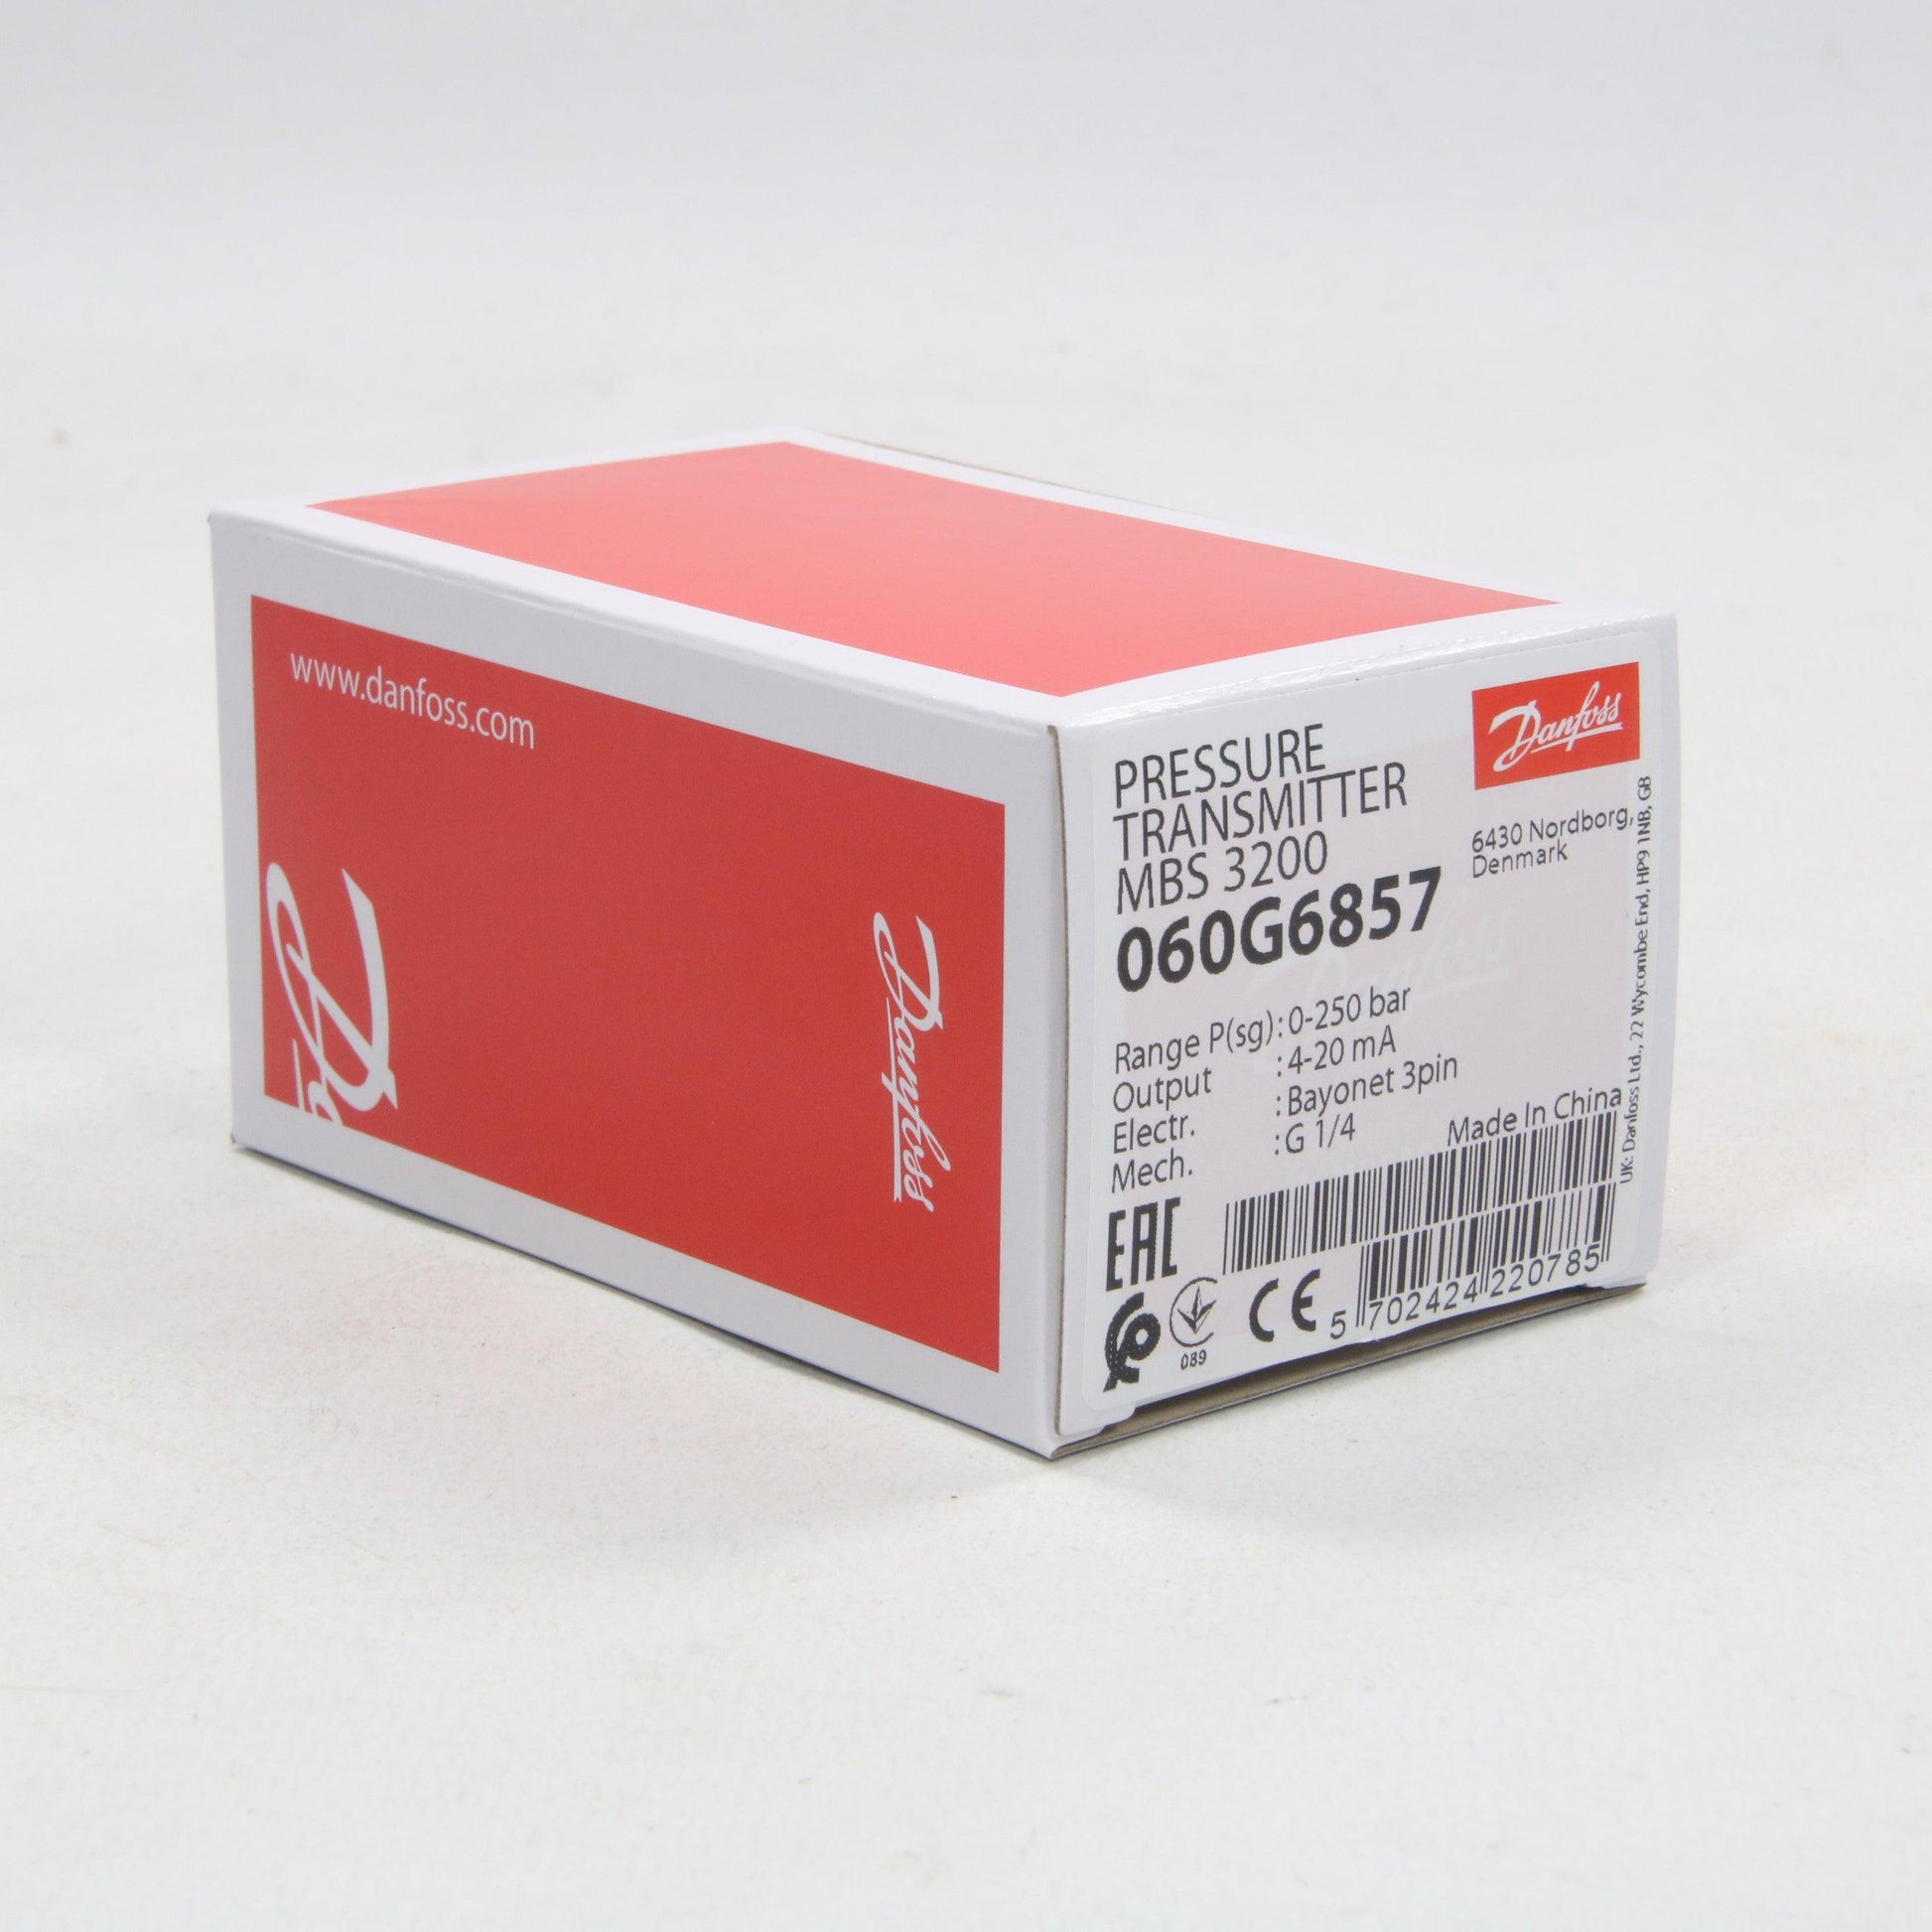 www.danfoss.com
Danfoss
PRESSURE
TRANSMITTER
MBS 3200
060G6857
Danfoss
6430 Nordborg,
Denmark
Range P(sg): 0-250 bar
Output : 4-20 mA
Electr. : Bayonet 3pin
Mech. : G 1/4
Made In China
UK: Danfoss Ltd., 22 Wycombe End, HP9 1NB, GB
EAC
089
CE
5 702424 220785